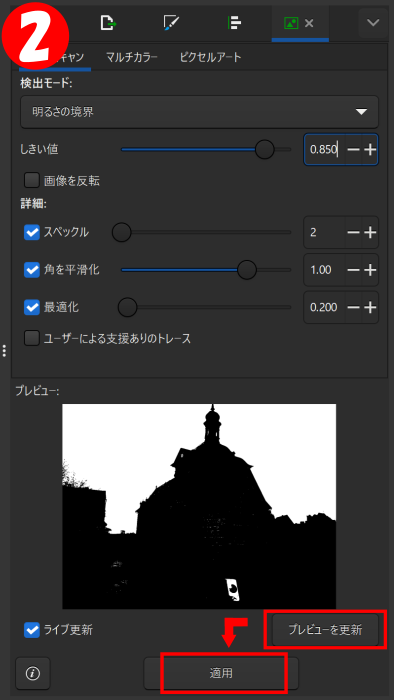 2
キャン
マルチカラー
ピクセルアート
検出モード:
明るさの境界
しきい値
0.850
画像を反転
詳細:
スペックル
2
角を平滑化
1.00
最適化
0.200
ユーザーによる支援ありのトレース
プレビュー:
ライブ更新
プレビューを更新
適用